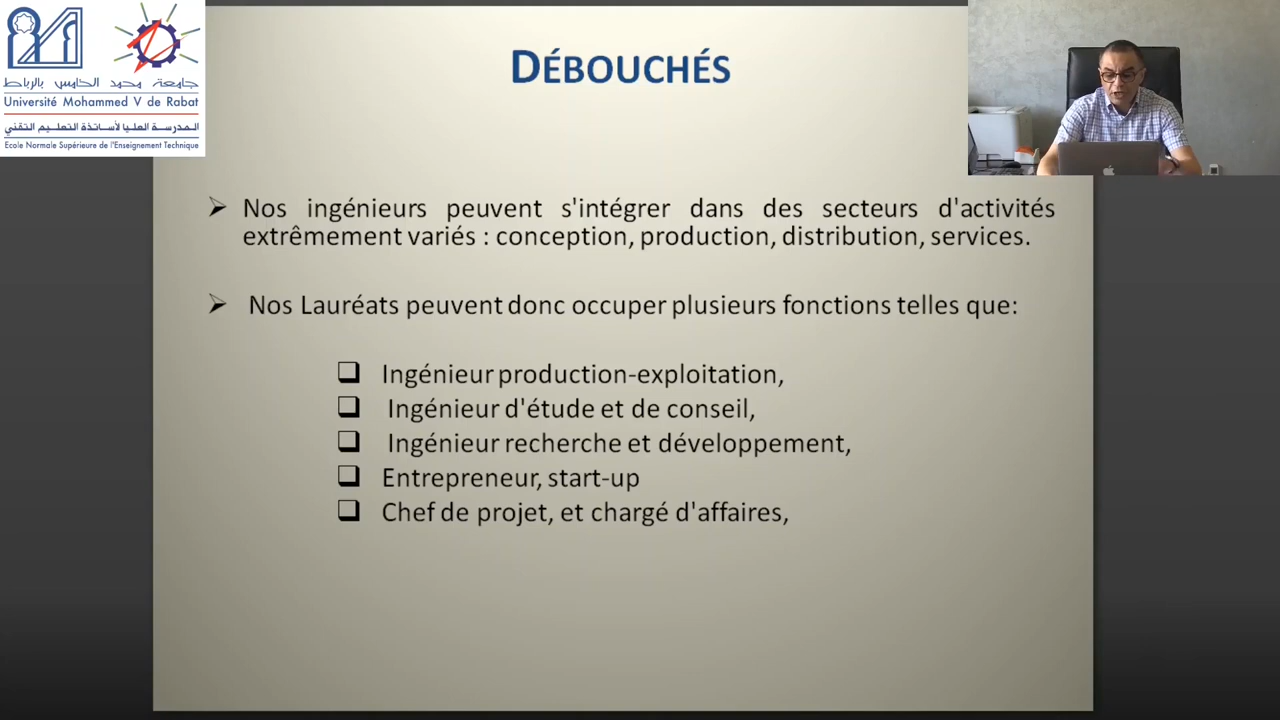 جامعة محمد الخامس بالرباط
Université Mohammed V de Rabat
المدرسة العليا لأساتذة التعليم التقني
Ecole Normale Supérieure de l'Enseignement Technique
DÉBOUCHÉS
Nos ingénieurs peuvent s'intégrer dans des secteurs d'activités
extrêmement variés : conception, production, distribution, services.
Nos Lauréats peuvent donc occuper plusieurs fonctions telles que:
Ingénieur production-exploitation,
Ingénieur d'étude et de conseil,
Ingénieur recherche et développement,
Entrepreneur, start-up
Chef de projet, et chargé d'affaires,